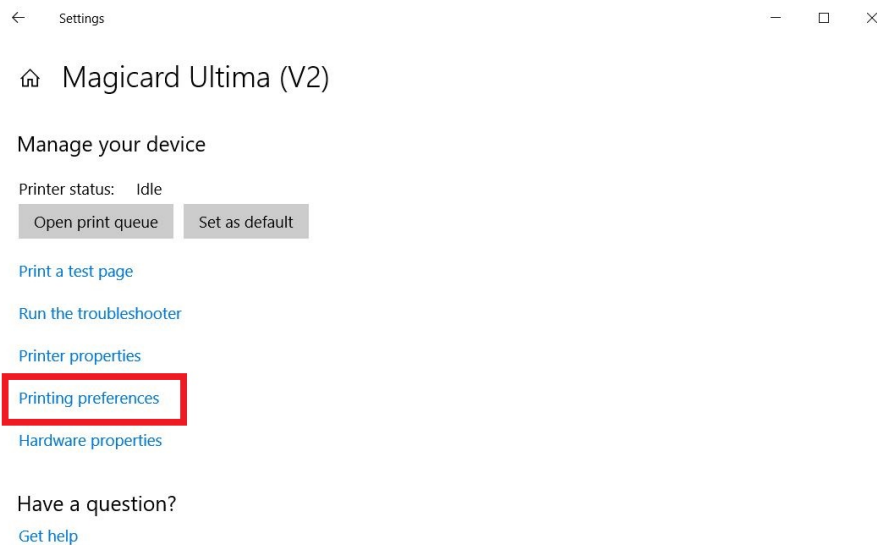 Settings
Magicard Ultima (V2)
Manage your device
Printer status: Idle
Open print queue Set as default
Print a test page
Run the troubleshooter
Printer properties
Printing preferences
Hardware properties
Have a question?
Get help